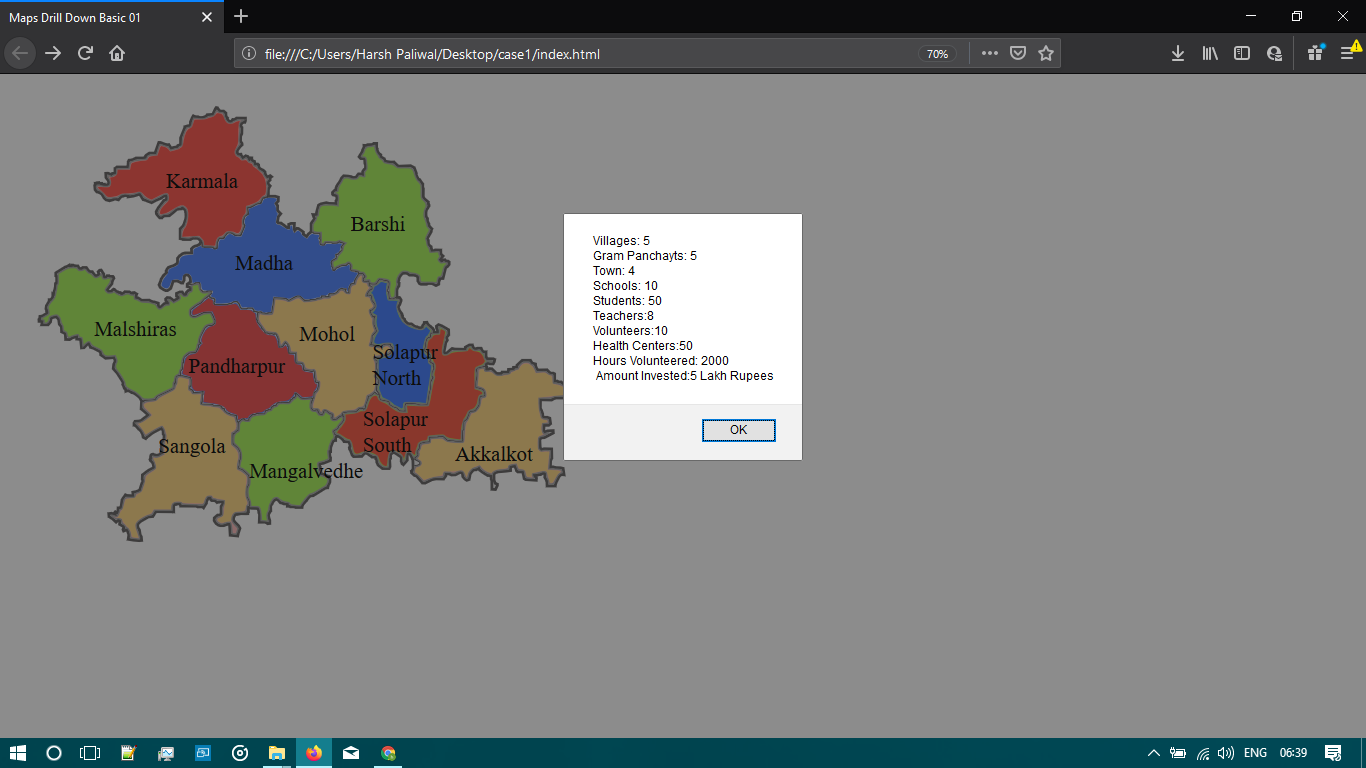 Maps Drill Down Basic 01
file:///C:/Users/Harsh Paliwal/Desktop/case1/index.html
70%
Karmala
Barshi
Madha
Malshiras
Mohol
Pandharpur
Solapur
North
Solapur
South
Sangola
Akkalkot
Mangalvedhe
Villages: 5
Gram Panchayts: 5
Town: 4
Schools: 10
Students: 50
Teachers:8
Volunteers:10
Health Centers:50
Hours Volunteered: 2000
Amount Invested:5 Lakh Rupees
OK
ENG
06:39